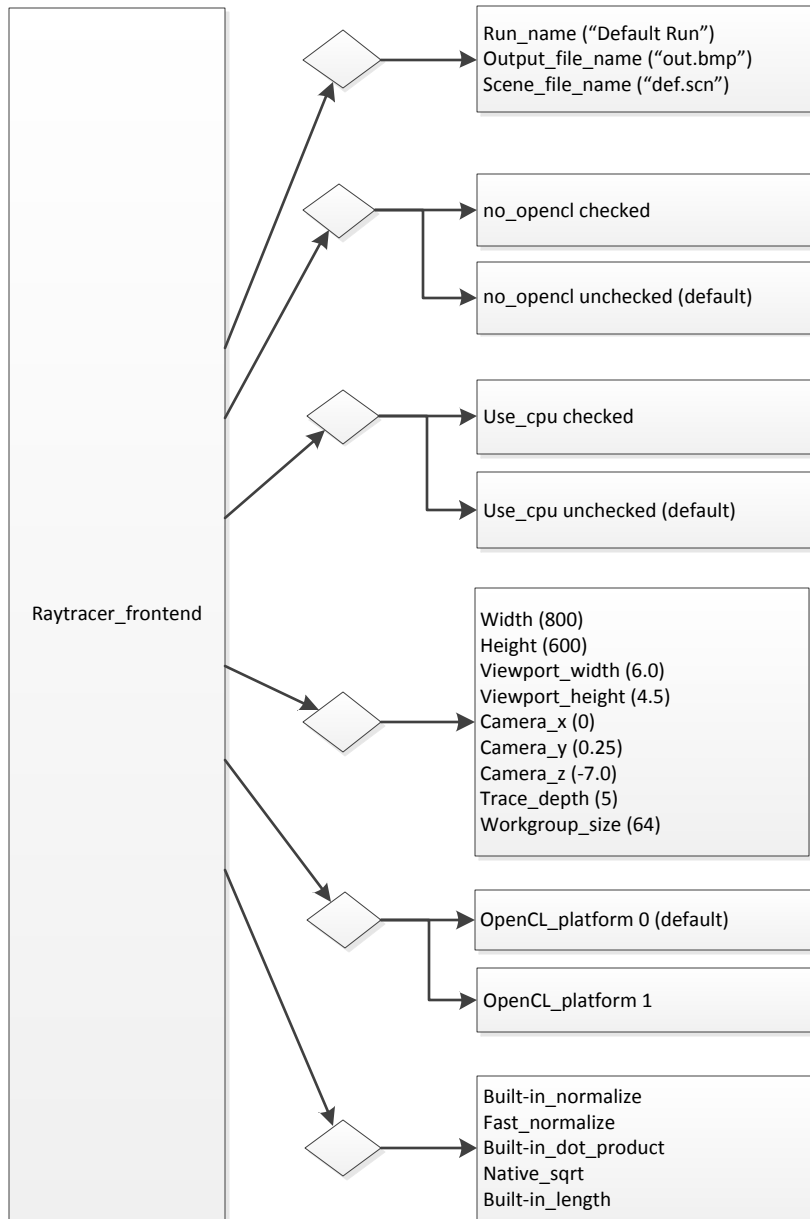 Run_name (“Default Run”)
Output_file_name (“out.bmp”)
Scene_file_name (“def.scn”)
no_opencl checked
no_opencl unchecked (default)
Use_cpu checked
Use_cpu unchecked (default)
Raytracer_frontend
Width (800)
Height (600)
Viewport_width (6.0)
Viewport_height (4.5)
Camera_x (0)
Camera_y (0.25)
Camera_z (-7.0)
Trace_depth (5)
Workgroup_size (64)
OpenCL_platform 0 (default)
OpenCL_platform 1
Built-in_normalize
Fast_normalize
Built-in_dot_product
Native_sqrt
Built-in_length